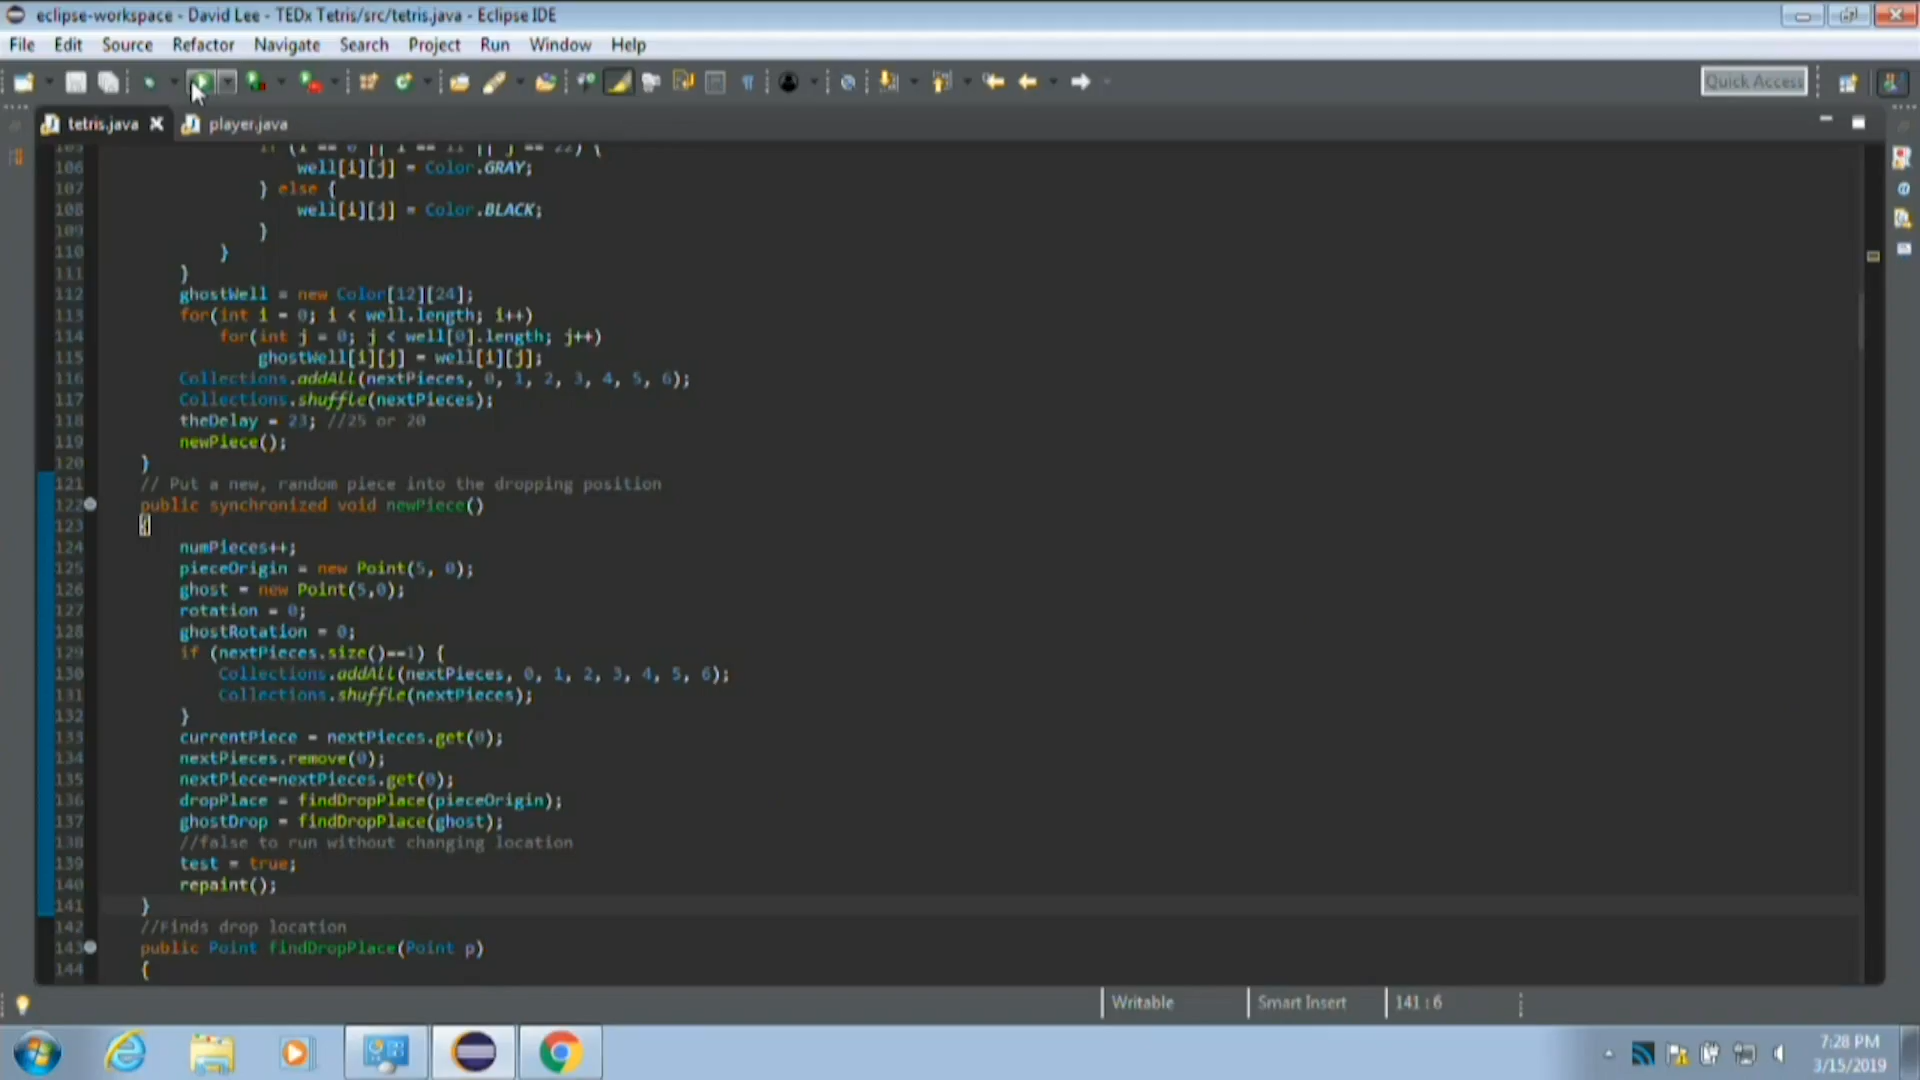 eclipse-workspace - David Lee - TEDx Tetris/src/tetris.java - Eclipse IDE
File Edit Source Refactor Navigate Search Project Run Window Help
Quick Access
tetris.java player.java
105 if (i == 0 || i == 11 || j == 22) {
106 well[i][j] = Color.GRAY;
107 } else {
108 well[i][j] = Color.BLACK;
109 }
110 }
111 }
112 ghostWell = new Color[12][24];
113 for(int i = 0; i < well.length; i++)
114 for(int j = 0; j < well[0].length; j++)
115 ghostWell[i][j] = well[i][j];
116 Collections.addAll(nextPieces, 0, 1, 2, 3, 4, 5, 6);
117 Collections.shuffle(nextPieces);
118 theDelay = 23; //25 or 20
119 newPiece();
120 }
121 // Put a new, random piece into the dropping position
122 public synchronized void newPiece()
123 {
124 numPieces++;
125 pieceOrigin = new Point(5, 0);
126 ghost = new Point(5,0);
127 rotation = 0;
128 ghostRotation = 0;
129 if (nextPieces.size()==1) {
130 Collections.addAll(nextPieces, 0, 1, 2, 3, 4, 5, 6);
131 Collections.shuffle(nextPieces);
132 }
133 currentPiece = nextPieces.get(0);
134 nextPieces.remove(0);
135 nextPiece=nextPieces.get(0);
136 dropPlace = findDropPlace(pieceOrigin);
137 ghostDrop = findDropPlace(ghost);
138 //false to run without changing location
139 test = true;
140 repaint();
141 }
142 //Finds drop location
143 public Point findDropPlace(Point p)
144 {
Writable Smart Insert 141 : 6
7:28 PM
3/15/2019